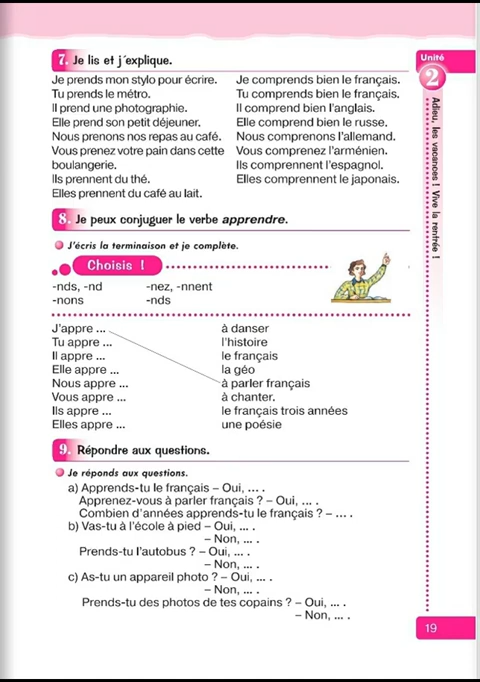 7. Je lis et j'explique.
Je prends mon stylo pour écrire.
Tu prends le métro.
Il prend une photographie.
Elle prend son petit déjeuner.
Nous prenons nos repas au café.
Vous prenez votre pain dans cette
boulangerie.
Ils prennent du thé.
Elles prennent du café au lait.
Je comprends bien le français.
Tu comprends bien le français.
Il comprend bien l'anglais.
Elle comprend bien le russe.
Nous comprenons l'allemand.
Vous comprenez l'arménien.
Ils comprennent l'espagnol.
Elles comprennent le japonais.
8. Je peux conjuguer le verbe apprendre.
J'écris la terminaison et je complète.
Choisis !
-nds, -nd
-nez, -nnent
-nons
-nds
J'appre ...
à danser
Tu appre ...
l'histoire
Il appre ...
le français
Elle appre ...
la géo
Nous appre ...
à parler français
Vous appre ...
à chanter.
Ils appre ...
le français trois années
Elles appre ...
une poésie
9. Répondre aux questions.
Je réponds aux questions.
a) Apprends-tu le français – Oui, ... .
Apprenez-vous à parler français ? – Oui, ... .
Combien d'années apprends-tu le français ? – ... .
b) Vas-tu à l'école à pied – Oui, ... .
– Non, ... .
Prends-tu l'autobus ? – Oui, ... .
– Non, ... .
c) As-tu un appareil photo ? – Oui, ... .
– Non, ... .
Prends-tu des photos de tes copains ? – Oui, ... .
– Non, ... .
Unité
2
Adieu, les vacances ! Vive la rentrée !
19